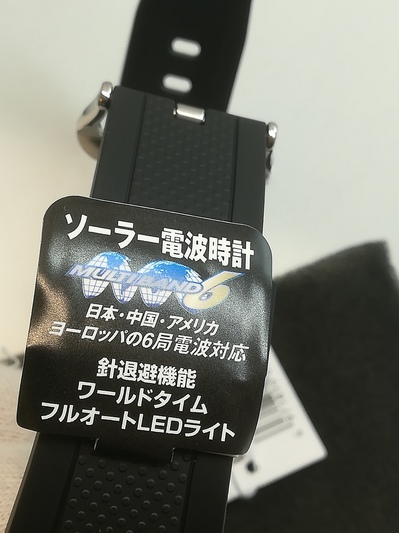 ソーラー電波時計
MULTIBAND 6
日本・中国・アメリカ
ヨーロッパの6局電波対応
針退避機能
ワールドタイム
フルオートLEDライト